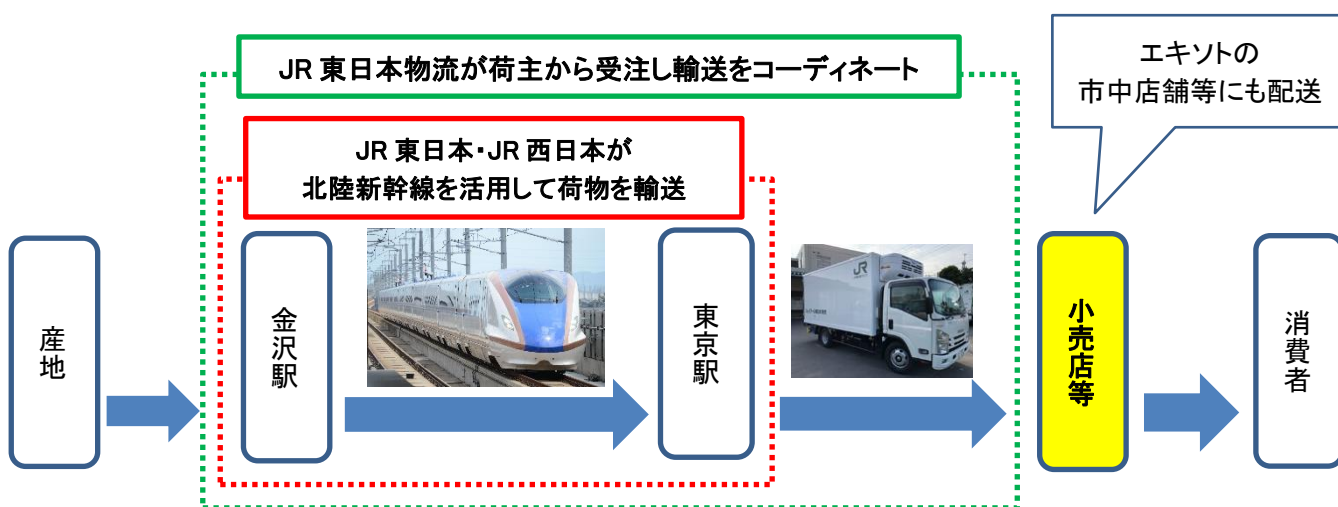 JR 東日本物流が荷主から受注し輸送をコーディネート
エキソトの
市中店舗等にも配送
JR 東日本・JR 西日本が
北陸新幹線を活用して荷物を輸送
産地
金沢駅
東京駅
JR
小売店等
消費者